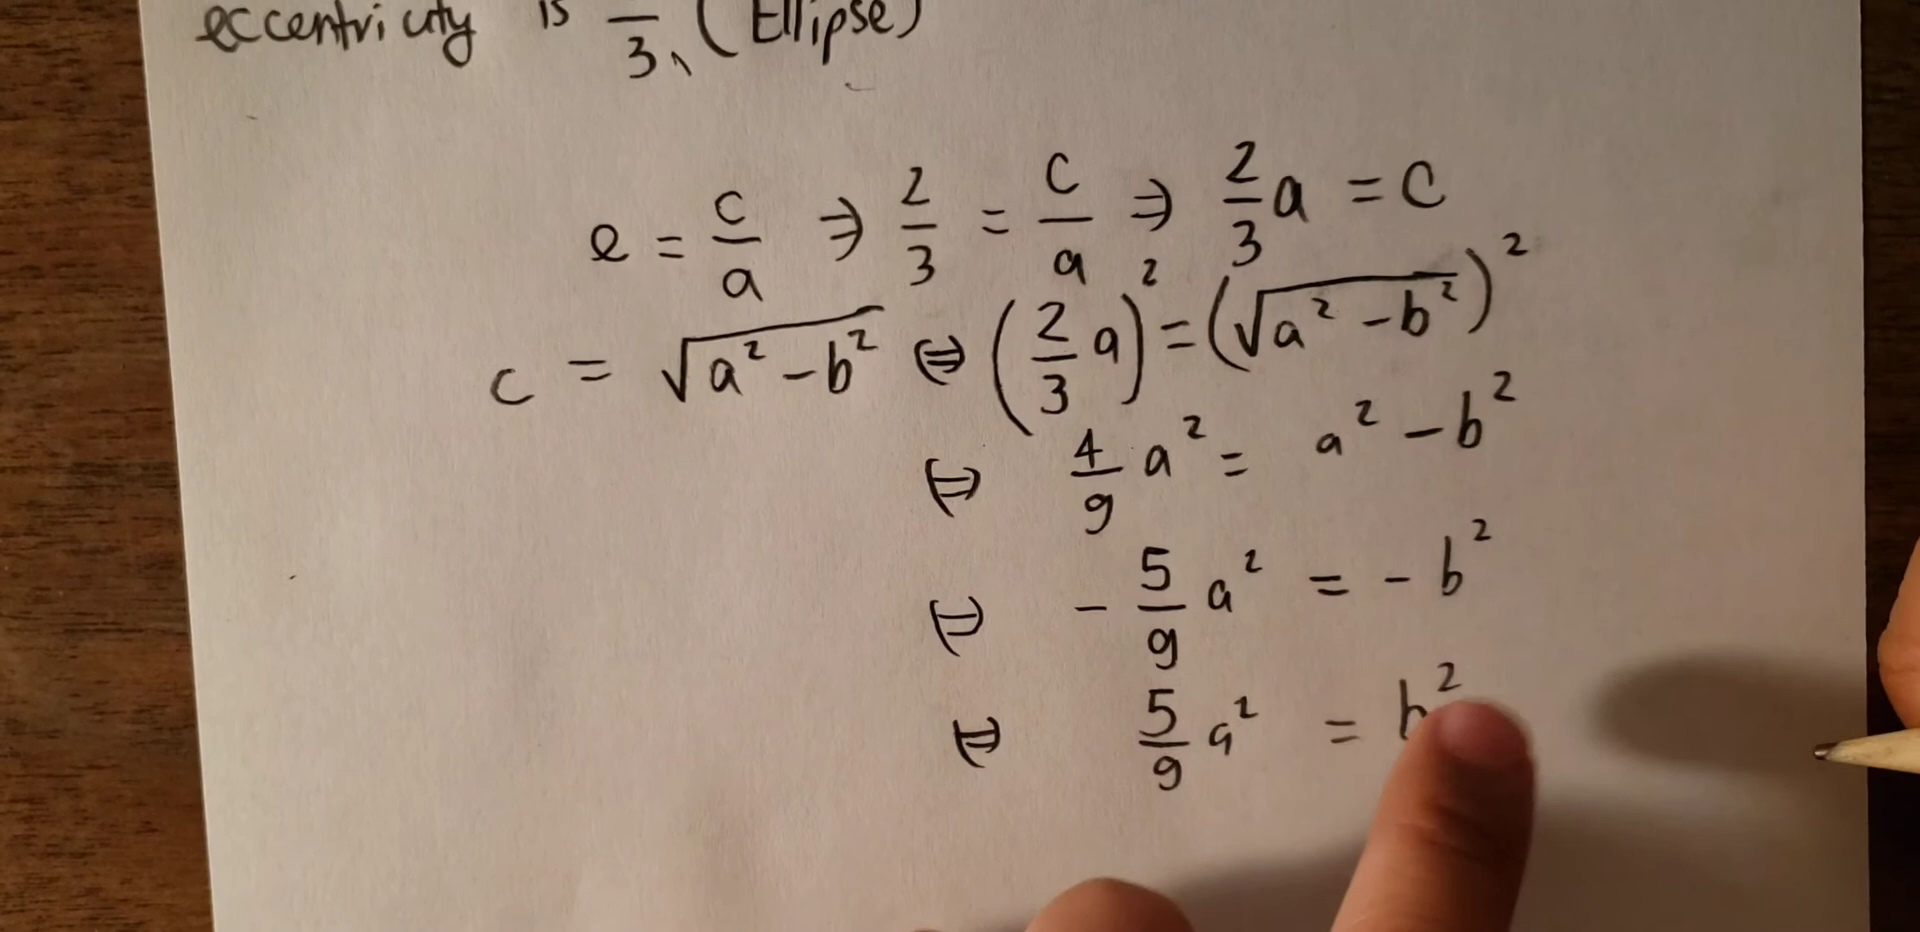 eccentricity is —/3, (Ellipse)
e = c/a ⇒ 2/3 = c/a ⇒ 2/3 a = c
c = √(a² - b²) ⇔ (2/3 a)² = (√(a² - b²))²
⇔ 4/9 a² = a² - b²
⇔ - 5/9 a² = - b²
⇔ 5/9 a² = b²